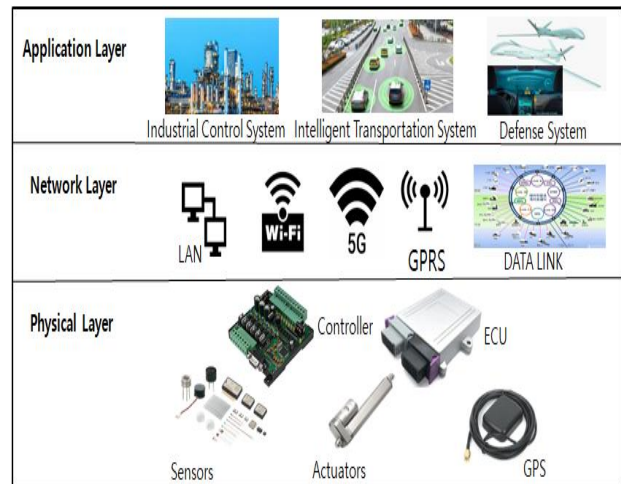 Application Layer
Industrial Control System
Intelligent Transportation System
Defense System
Network Layer
LAN
Wi-Fi
5G
GPRS
DATA LINK
Physical Layer
Controller
ECU
Sensors
Actuators
GPS